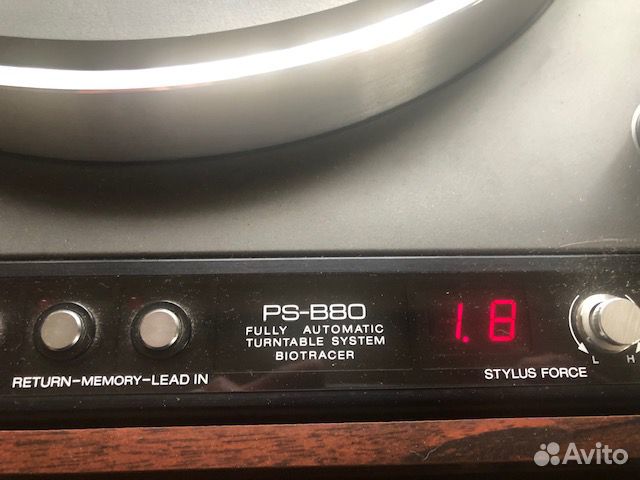 PS-B80
FULLY AUTOMATIC
TURNTABLE SYSTEM
BIOTRACER
1.8
RETURN-MEMORY-LEAD IN
STYLUS FORCE
L H
Avito